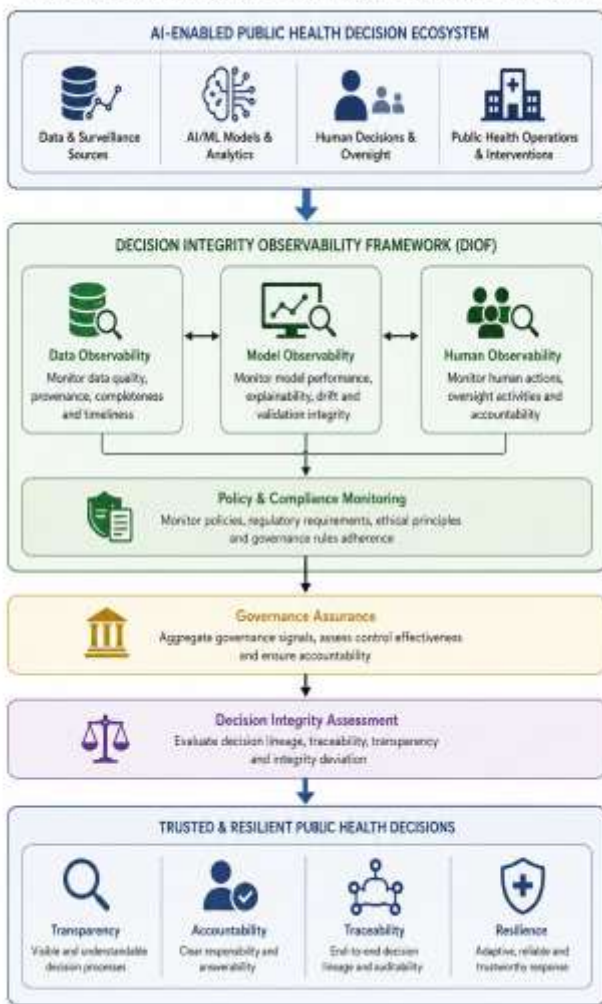 AI-ENABLED PUBLIC HEALTH DECISION ECOSYSTEM
Data & Surveillance
Sources
AI/ML Models &
Analytics
Human Decisions &
Oversight
Public Health Operations
& Interventions
DECISION INTEGRITY OBSERVABILITY FRAMEWORK (DIOF)
Data Observability
Monitor data quality,
provenance, completeness
and timeliness
Model Observability
Monitor model performance,
explainability, drift and
validation integrity
Human Observability
Monitor human actions,
oversight activities and
accountability
Policy & Compliance Monitoring
Monitor policies, regulatory requirements, ethical principles
and governance rules adherence
Governance Assurance
Aggregate governance signals, assess control effectiveness
and ensure accountability
Decision Integrity Assessment
Evaluate decision lineage, traceability, transparency
and integrity deviation
TRUSTED & RESILIENT PUBLIC HEALTH DECISIONS
Transparency
Visible and understandable
decision processes
Accountability
Clear responsibility and
answerability
Traceability
End-to-end decision
lineage and auditability
Resilience
Adaptive, reliable and
trustworthy response